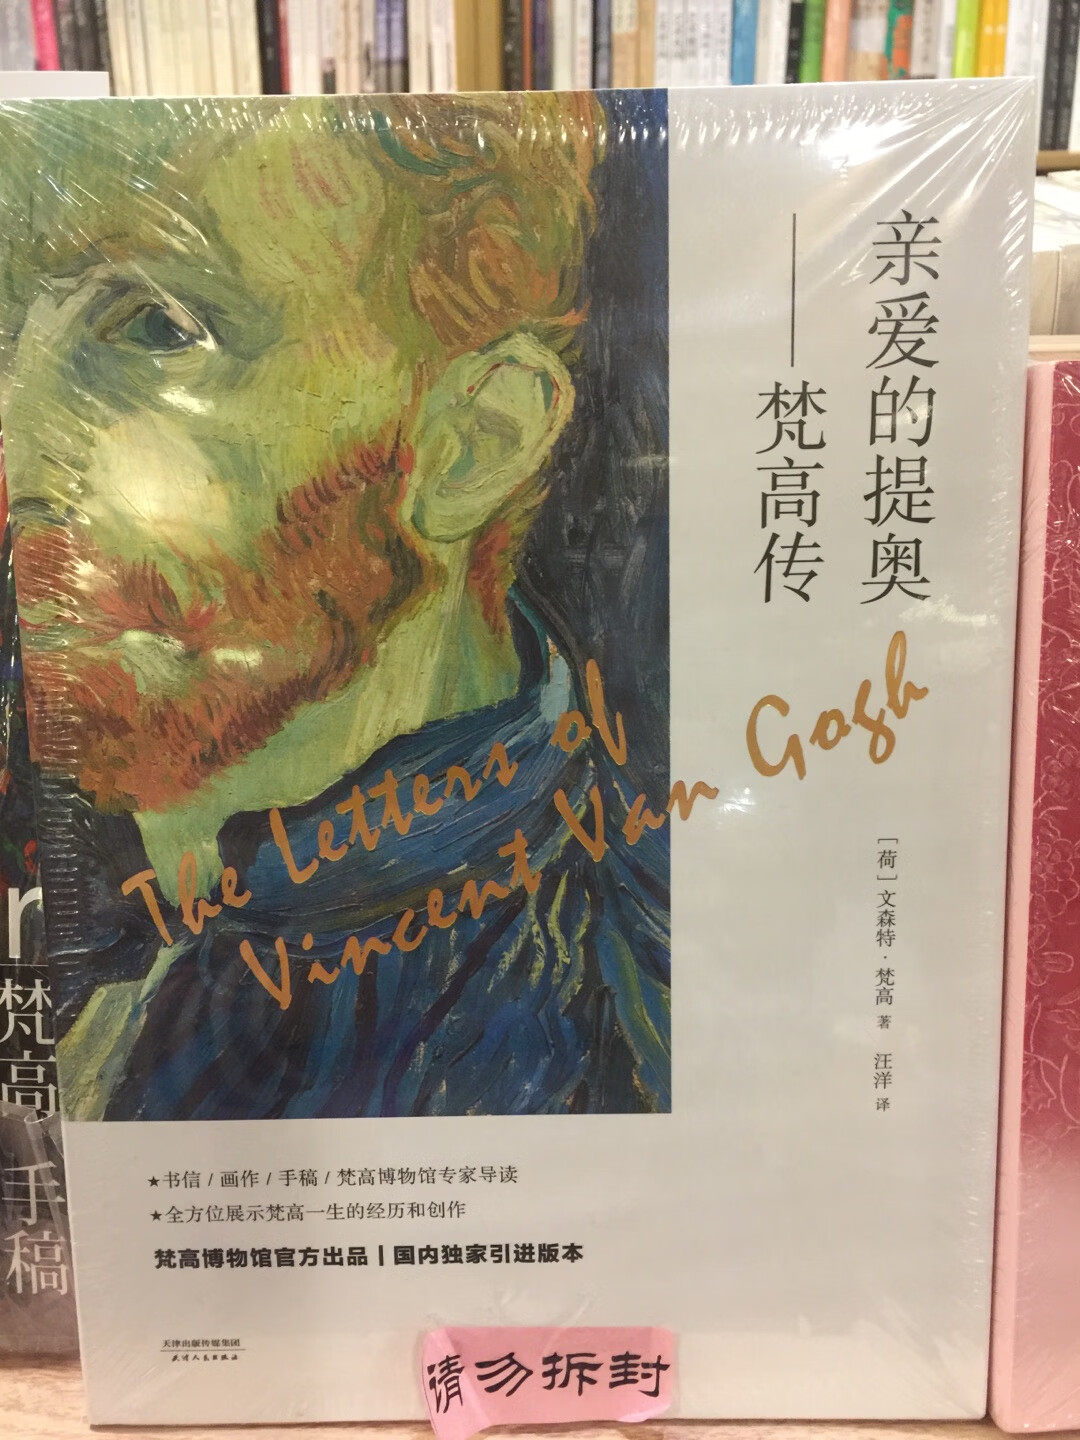 亲爱的提奥
——梵高传
The Letters of
Vincent Van Gogh
［荷］文森特·梵高 著 汪洋 译
★书信 / 画作 / 手稿 / 梵高博物馆专家导读
★全方位展示梵高一生的经历和创作
梵高博物馆官方出品｜国内独家引进版本
天津出版传媒集团
天津人民出版社
请勿拆封
r
梵高 手稿